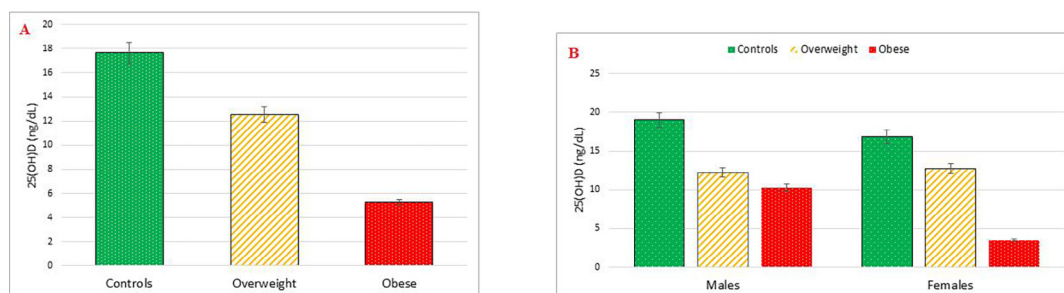 A
20
18
16
14
12
10
8
6
4
2
0
25(OH)D (ng/dL)
Controls Overweight Obese
B
Controls Overweight Obese
25
20
15
10
5
0
25(OH)D (ng/dL)
Males Females